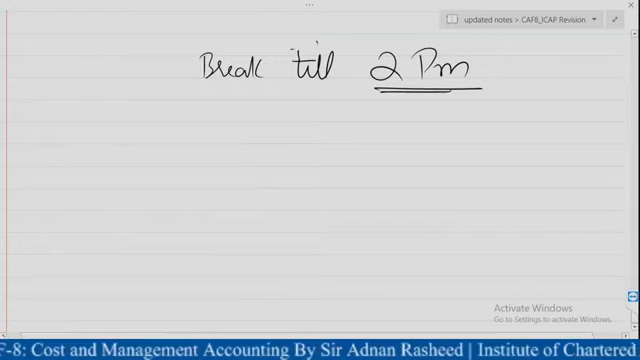 updated notes > CAF8_ICAP Revision
Break till 2 Pm
Activate Windows
Go to Settings to activate Windows.
F-8: Cost and Management Accounting By Sir Adnan Rasheed | Institute of Chartered